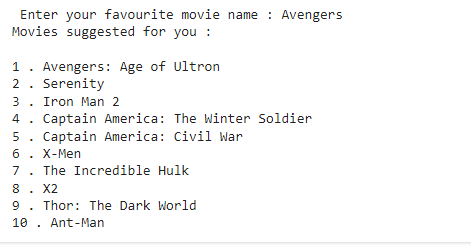 Enter your favourite movie name : Avengers
Movies suggested for you :
1 . Avengers: Age of Ultron
2 . Serenity
3 . Iron Man 2
4 . Captain America: The Winter Soldier
5 . Captain America: Civil War
6 . X-Men
7 . The Incredible Hulk
8 . X2
9 . Thor: The Dark World
10 . Ant-Man